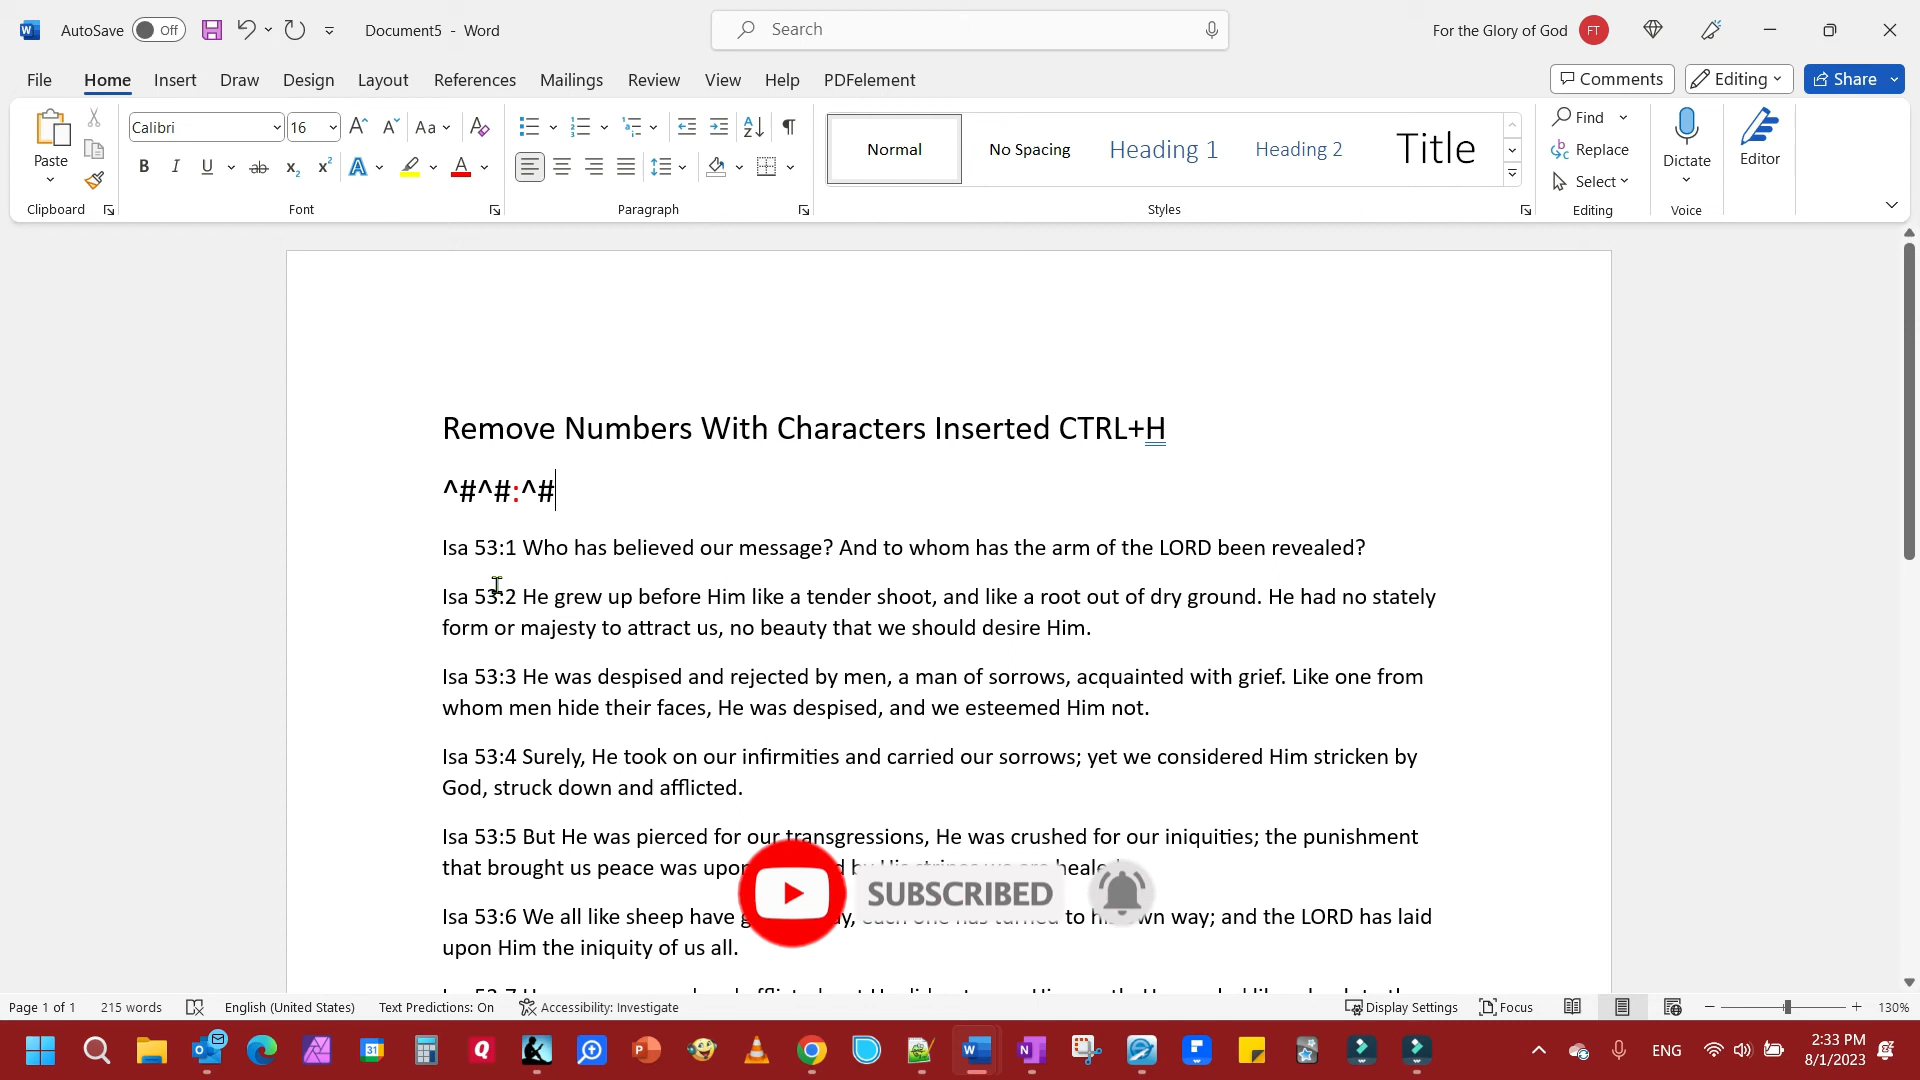 AutoSave Off Document5 - Word Search For the Glory of God FT
File Home Insert Draw Design Layout References Mailings Review View Help PDFelement Comments Editing Share
Paste Calibri 16 Aa Normal No Spacing Heading 1 Heading 2 Title Find Replace Select Dictate Editor
Clipboard Font Paragraph Styles Editing Voice
Remove Numbers With Characters Inserted CTRL+H
^#^#:^#
Isa 53:1 Who has believed our message? And to whom has the arm of the LORD been revealed?
Isa 53:2 He grew up before Him like a tender shoot, and like a root out of dry ground. He had no stately
form or majesty to attract us, no beauty that we should desire Him.
Isa 53:3 He was despised and rejected by men, a man of sorrows, acquainted with grief. Like one from
whom men hide their faces, He was despised, and we esteemed Him not.
Isa 53:4 Surely, He took on our infirmities and carried our sorrows; yet we considered Him stricken by
God, struck down and afflicted.
Isa 53:5 But He was pierced for our transgressions, He was crushed for our iniquities; the punishment
that brought us peace was upon
SUBSCRIBED
Isa 53:6 We all like sheep have to own way; and the LORD has laid
upon Him the iniquity of us all.
Page 1 of 1 215 words English (United States) Text Predictions: On Accessibility: Investigate Display Settings Focus 130%
31 ENG 2:33 PM
8/1/2023